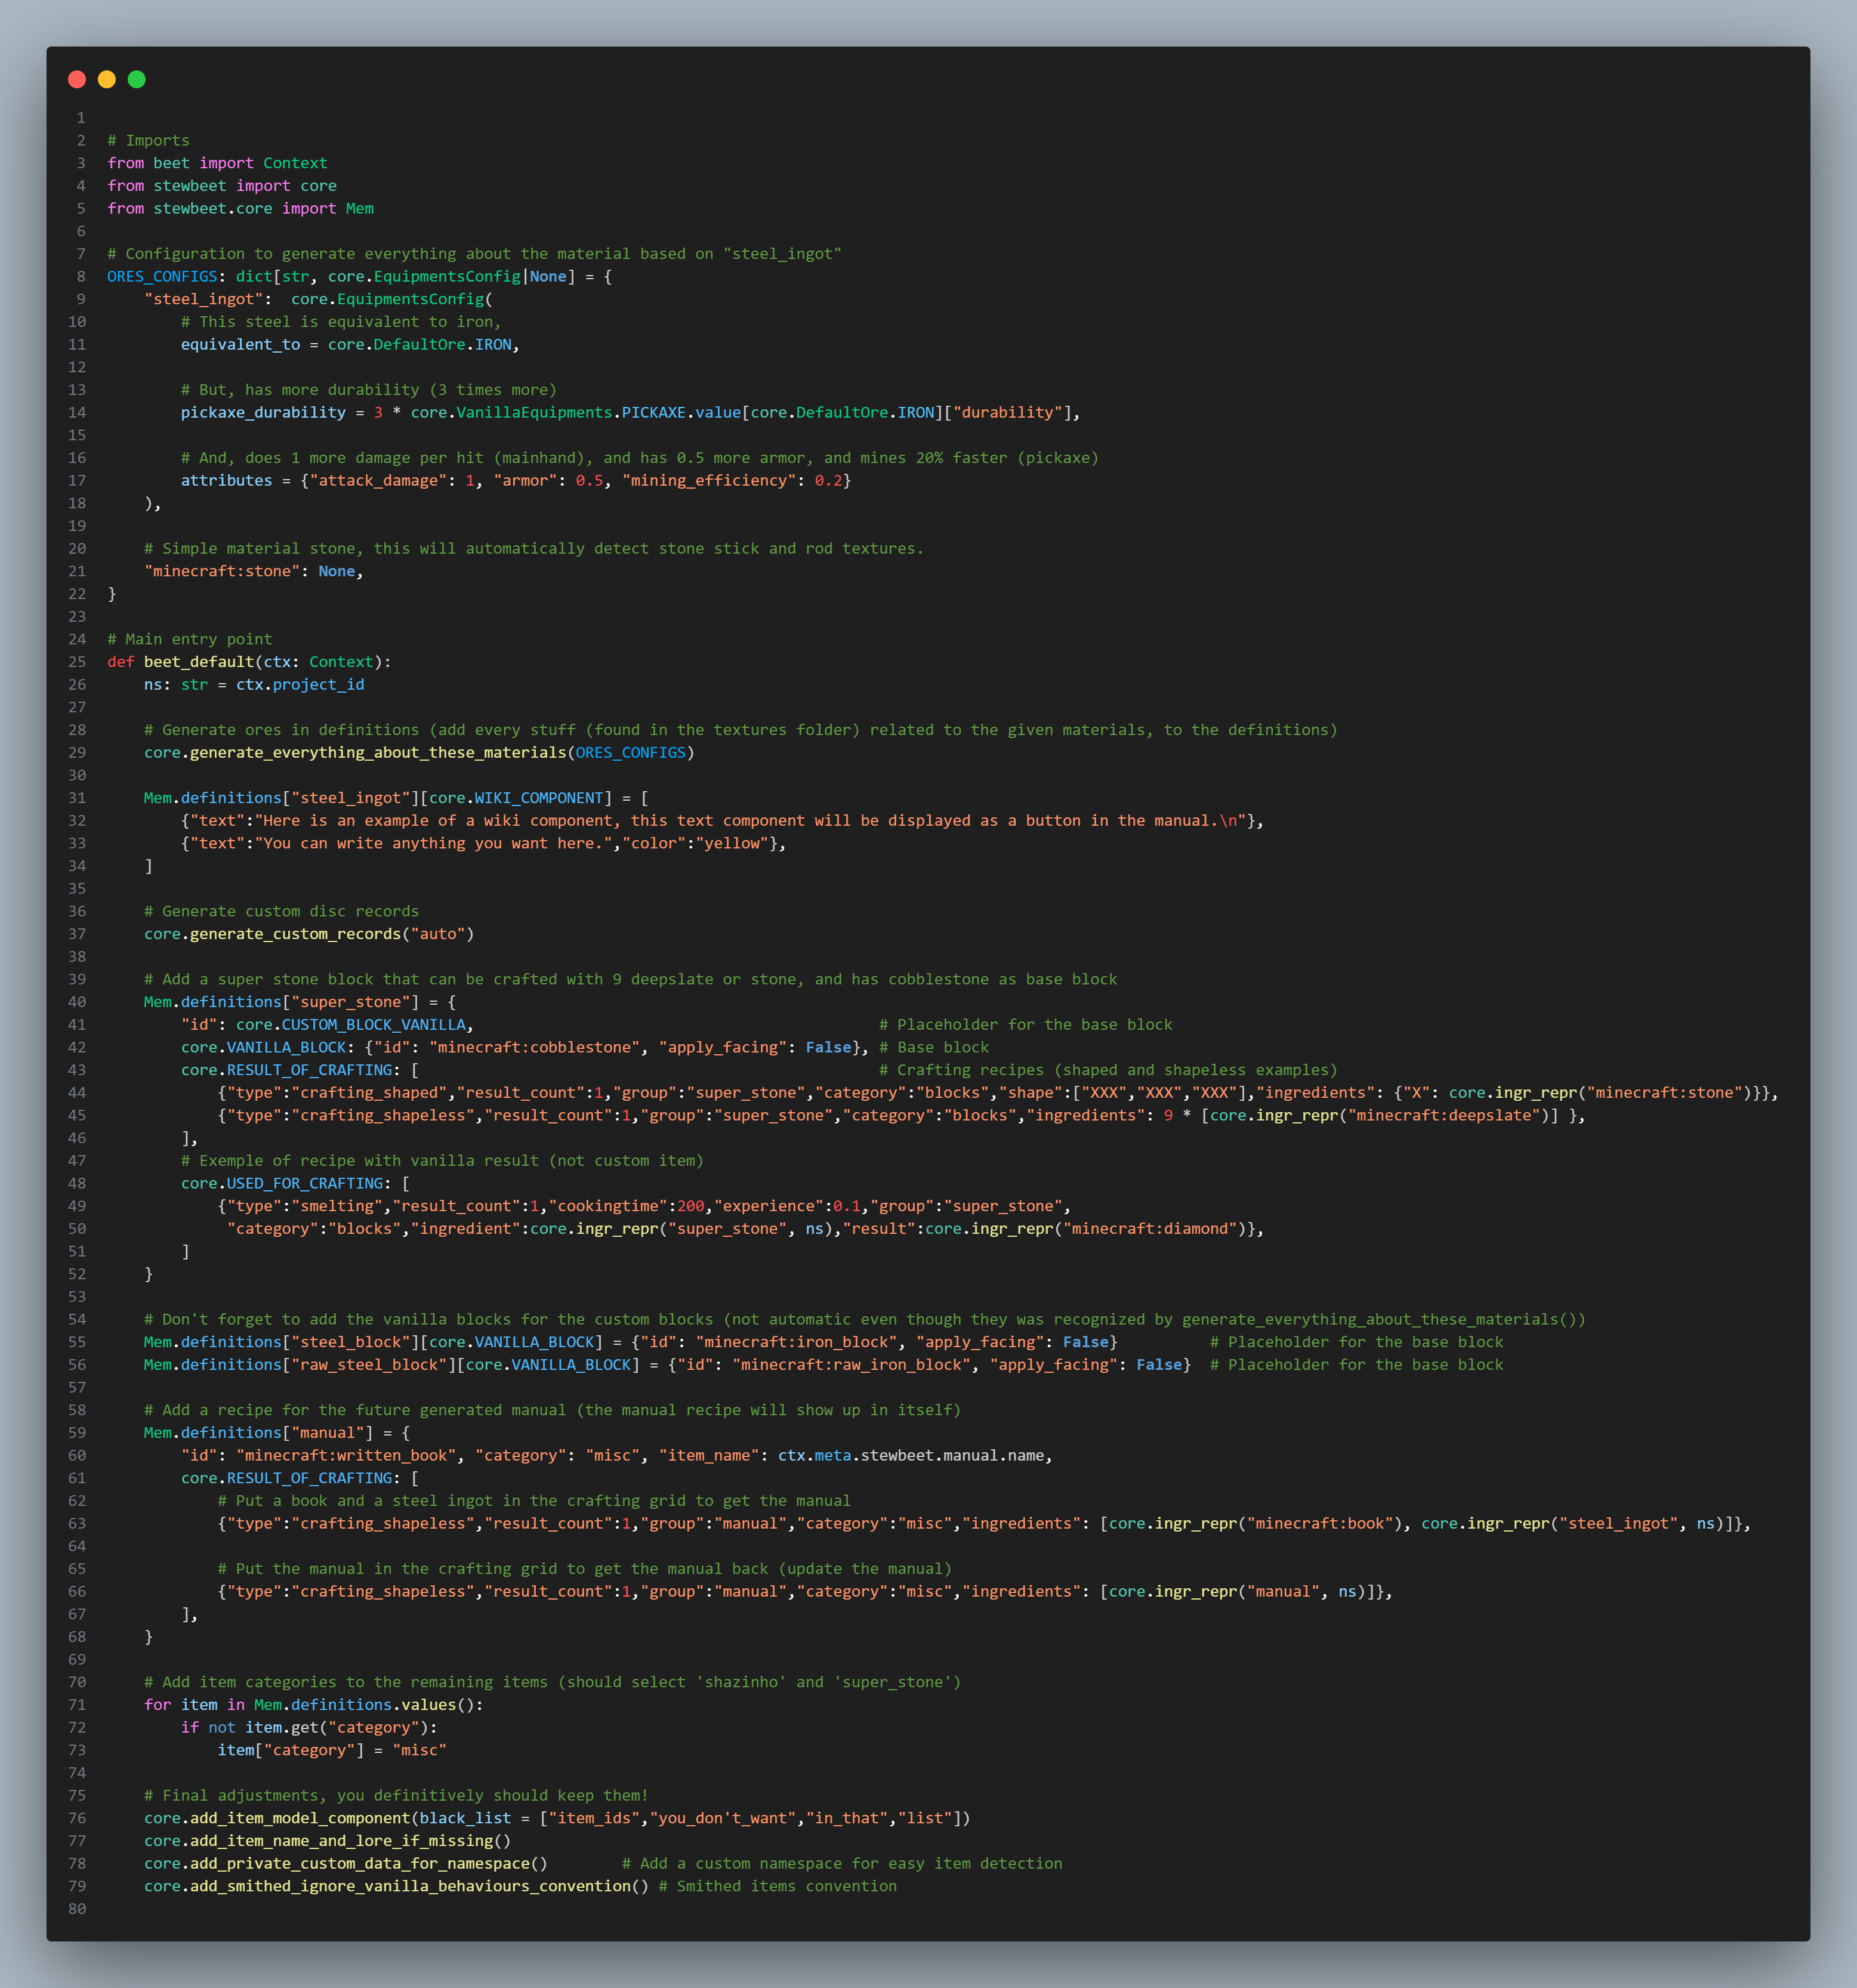 1
2 # Imports
3 from beet import Context
4 from stewbeet import core
5 from stewbeet.core import Mem
6
7 # Configuration to generate everything about the material based on "steel_ingot"
8 ORES_CONFIGS: dict[str, core.EquipmentsConfig|None] = {
9     "steel_ingot":  core.EquipmentsConfig(
10         # This steel is equivalent to iron,
11         equivalent_to = core.DefaultOre.IRON,
12
13         # But, has more durability (3 times more)
14         pickaxe_durability = 3 * core.VanillaEquipments.PICKAXE.value[core.DefaultOre.IRON]["durability"],
15
16         # And, does 1 more damage per hit (mainhand), and has 0.5 more armor, and mines 20% faster (pickaxe)
17         attributes = {"attack_damage": 1, "armor": 0.5, "mining_efficiency": 0.2}
18     ),
19
20     # Simple material stone, this will automatically detect stone stick and rod textures.
21     "minecraft:stone": None,
22 }
23
24 # Main entry point
25 def beet_default(ctx: Context):
26     ns: str = ctx.project_id
27
28     # Generate ores in definitions (add every stuff (found in the textures folder) related to the given materials, to the definitions)
29     core.generate_everything_about_these_materials(ORES_CONFIGS)
30
31     Mem.definitions["steel_ingot"][core.WIKI_COMPONENT] = [
32         {"text":"Here is an example of a wiki component, this text component will be displayed as a button in the manual.\n"},
33         {"text":"You can write anything you want here.","color":"yellow"},
34     ]
35
36     # Generate custom disc records
37     core.generate_custom_records("auto")
38
39     # Add a super stone block that can be crafted with 9 deepslate or stone, and has cobblestone as base block
40     Mem.definitions["super_stone"] = {
41         "id": core.CUSTOM_BLOCK_VANILLA,                                            # Placeholder for the base block
42         core.VANILLA_BLOCK: {"id": "minecraft:cobblestone", "apply_facing": False}, # Base block
43         core.RESULT_OF_CRAFTING: [                                                  # Crafting recipes (shaped and shapeless examples)
44             {"type":"crafting_shaped","result_count":1,"group":"super_stone","category":"blocks","shape":["XXX","XXX","XXX"],"ingredients": {"X": core.ingr_repr("minecraft:stone")}},
45             {"type":"crafting_shapeless","result_count":1,"group":"super_stone","category":"blocks","ingredients": 9 * [core.ingr_repr("minecraft:deepslate")] },
46         ],
47         # Exemple of recipe with vanilla result (not custom item)
48         core.USED_FOR_CRAFTING: [
49             {"type":"smelting","result_count":1,"cookingtime":200,"experience":0.1,"group":"super_stone",
50              "category":"blocks","ingredient":core.ingr_repr("super_stone", ns),"result":core.ingr_repr("minecraft:diamond")},
51         ]
52     }
53
54     # Don't forget to add the vanilla blocks for the custom blocks (not automatic even though they was recognized by generate_everything_about_these_materials())
55     Mem.definitions["steel_block"][core.VANILLA_BLOCK] = {"id": "minecraft:iron_block", "apply_facing": False}          # Placeholder for the base block
56     Mem.definitions["raw_steel_block"][core.VANILLA_BLOCK] = {"id": "minecraft:raw_iron_block", "apply_facing": False}  # Placeholder for the base block
57
58     # Add a recipe for the future generated manual (the manual recipe will show up in itself)
59     Mem.definitions["manual"] = {
60         "id": "minecraft:written_book", "category": "misc", "item_name": ctx.meta.stewbeet.manual.name,
61         core.RESULT_OF_CRAFTING: [
62             # Put a book and a steel ingot in the crafting grid to get the manual
63             {"type":"crafting_shapeless","result_count":1,"group":"manual","category":"misc","ingredients": [core.ingr_repr("minecraft:book"), core.ingr_repr("steel_ingot", ns)]},
64
65             # Put the manual in the crafting grid to get the manual back (update the manual)
66             {"type":"crafting_shapeless","result_count":1,"group":"manual","category":"misc","ingredients": [core.ingr_repr("manual", ns)]},
67         ],
68     }
69
70     # Add item categories to the remaining items (should select 'shazinho' and 'super_stone')
71     for item in Mem.definitions.values():
72         if not item.get("category"):
73             item["category"] = "misc"
74
75     # Final adjustments, you definitively should keep them!
76     core.add_item_model_component(black_list = ["item_ids","you_don't_want","in_that","list"])
77     core.add_item_name_and_lore_if_missing()
78     core.add_private_custom_data_for_namespace()        # Add a custom namespace for easy item detection
79     core.add_smithed_ignore_vanilla_behaviours_convention() # Smithed items convention
80